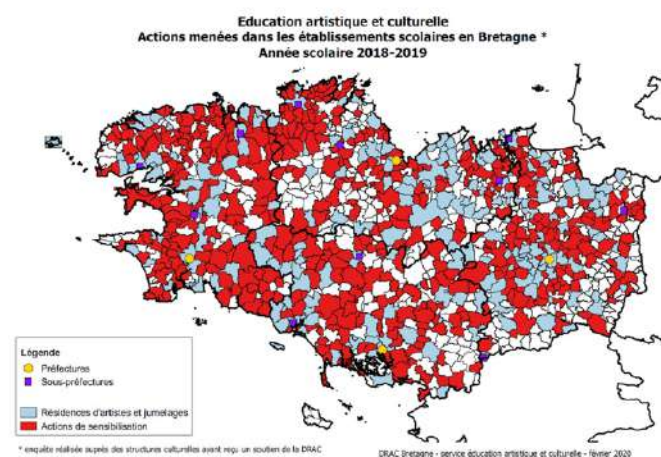 Education artistique et culturelle
Actions menées dans les établissements scolaires en Bretagne *
Année scolaire 2018-2019
Légende
Préfectures
Sous-préfectures
Résidences d'artistes et jumelages
Actions de sensibilisation
* enquête réalisée auprès des structures culturelles ayant reçu un soutien de la DRAC
DRAC Bretagne - service éducation artistique et culturelle - février 2020